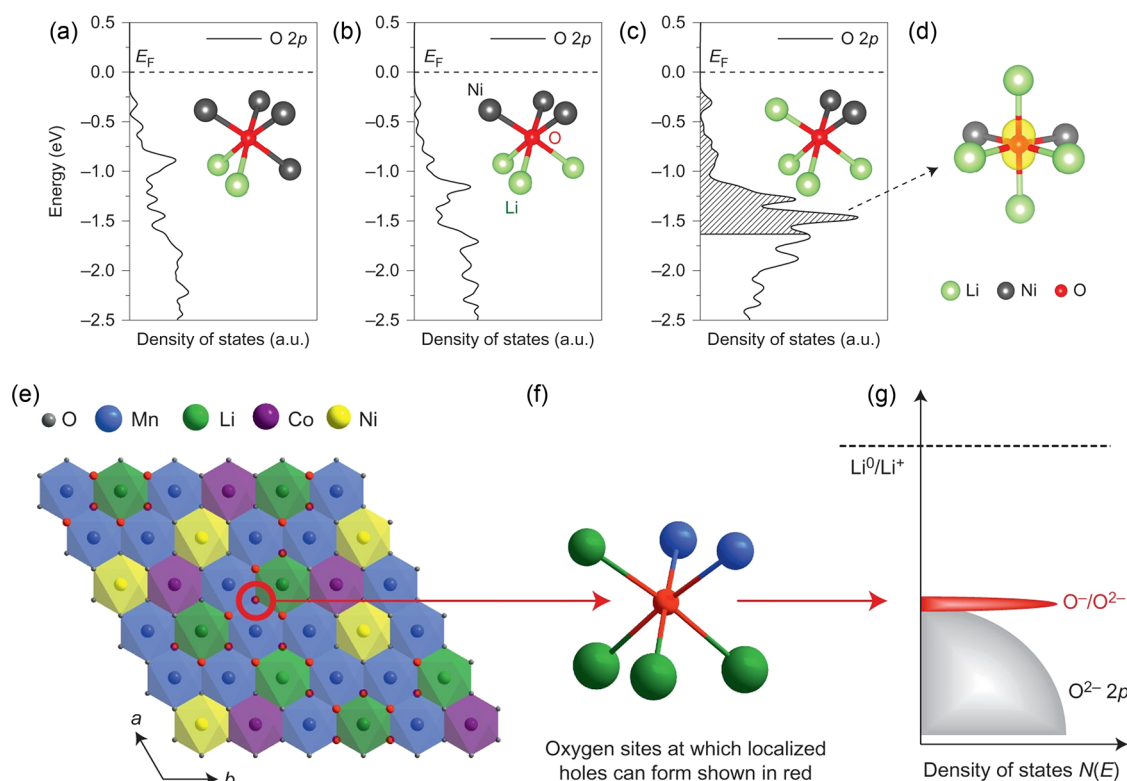 (a)
0.5
0.0
−0.5
−1.0
−1.5
−2.0
−2.5
Energy (eV)
O 2p
E_F
Density of states (a.u.)
(b)
0.5
0.0
−0.5
−1.0
−1.5
−2.0
−2.5
O 2p
E_F
Ni
O
Li
Density of states (a.u.)
(c)
0.5
0.0
−0.5
−1.0
−1.5
−2.0
−2.5
O 2p
E_F
Density of states (a.u.)
(d)
Li Ni O
(e)
O Mn Li Co Ni
a
b
(f)
Oxygen sites at which localized
holes can form shown in red
(g)
Li⁰/Li⁺
O⁻/O²⁻
O²⁻ 2p
Density of states N(E)